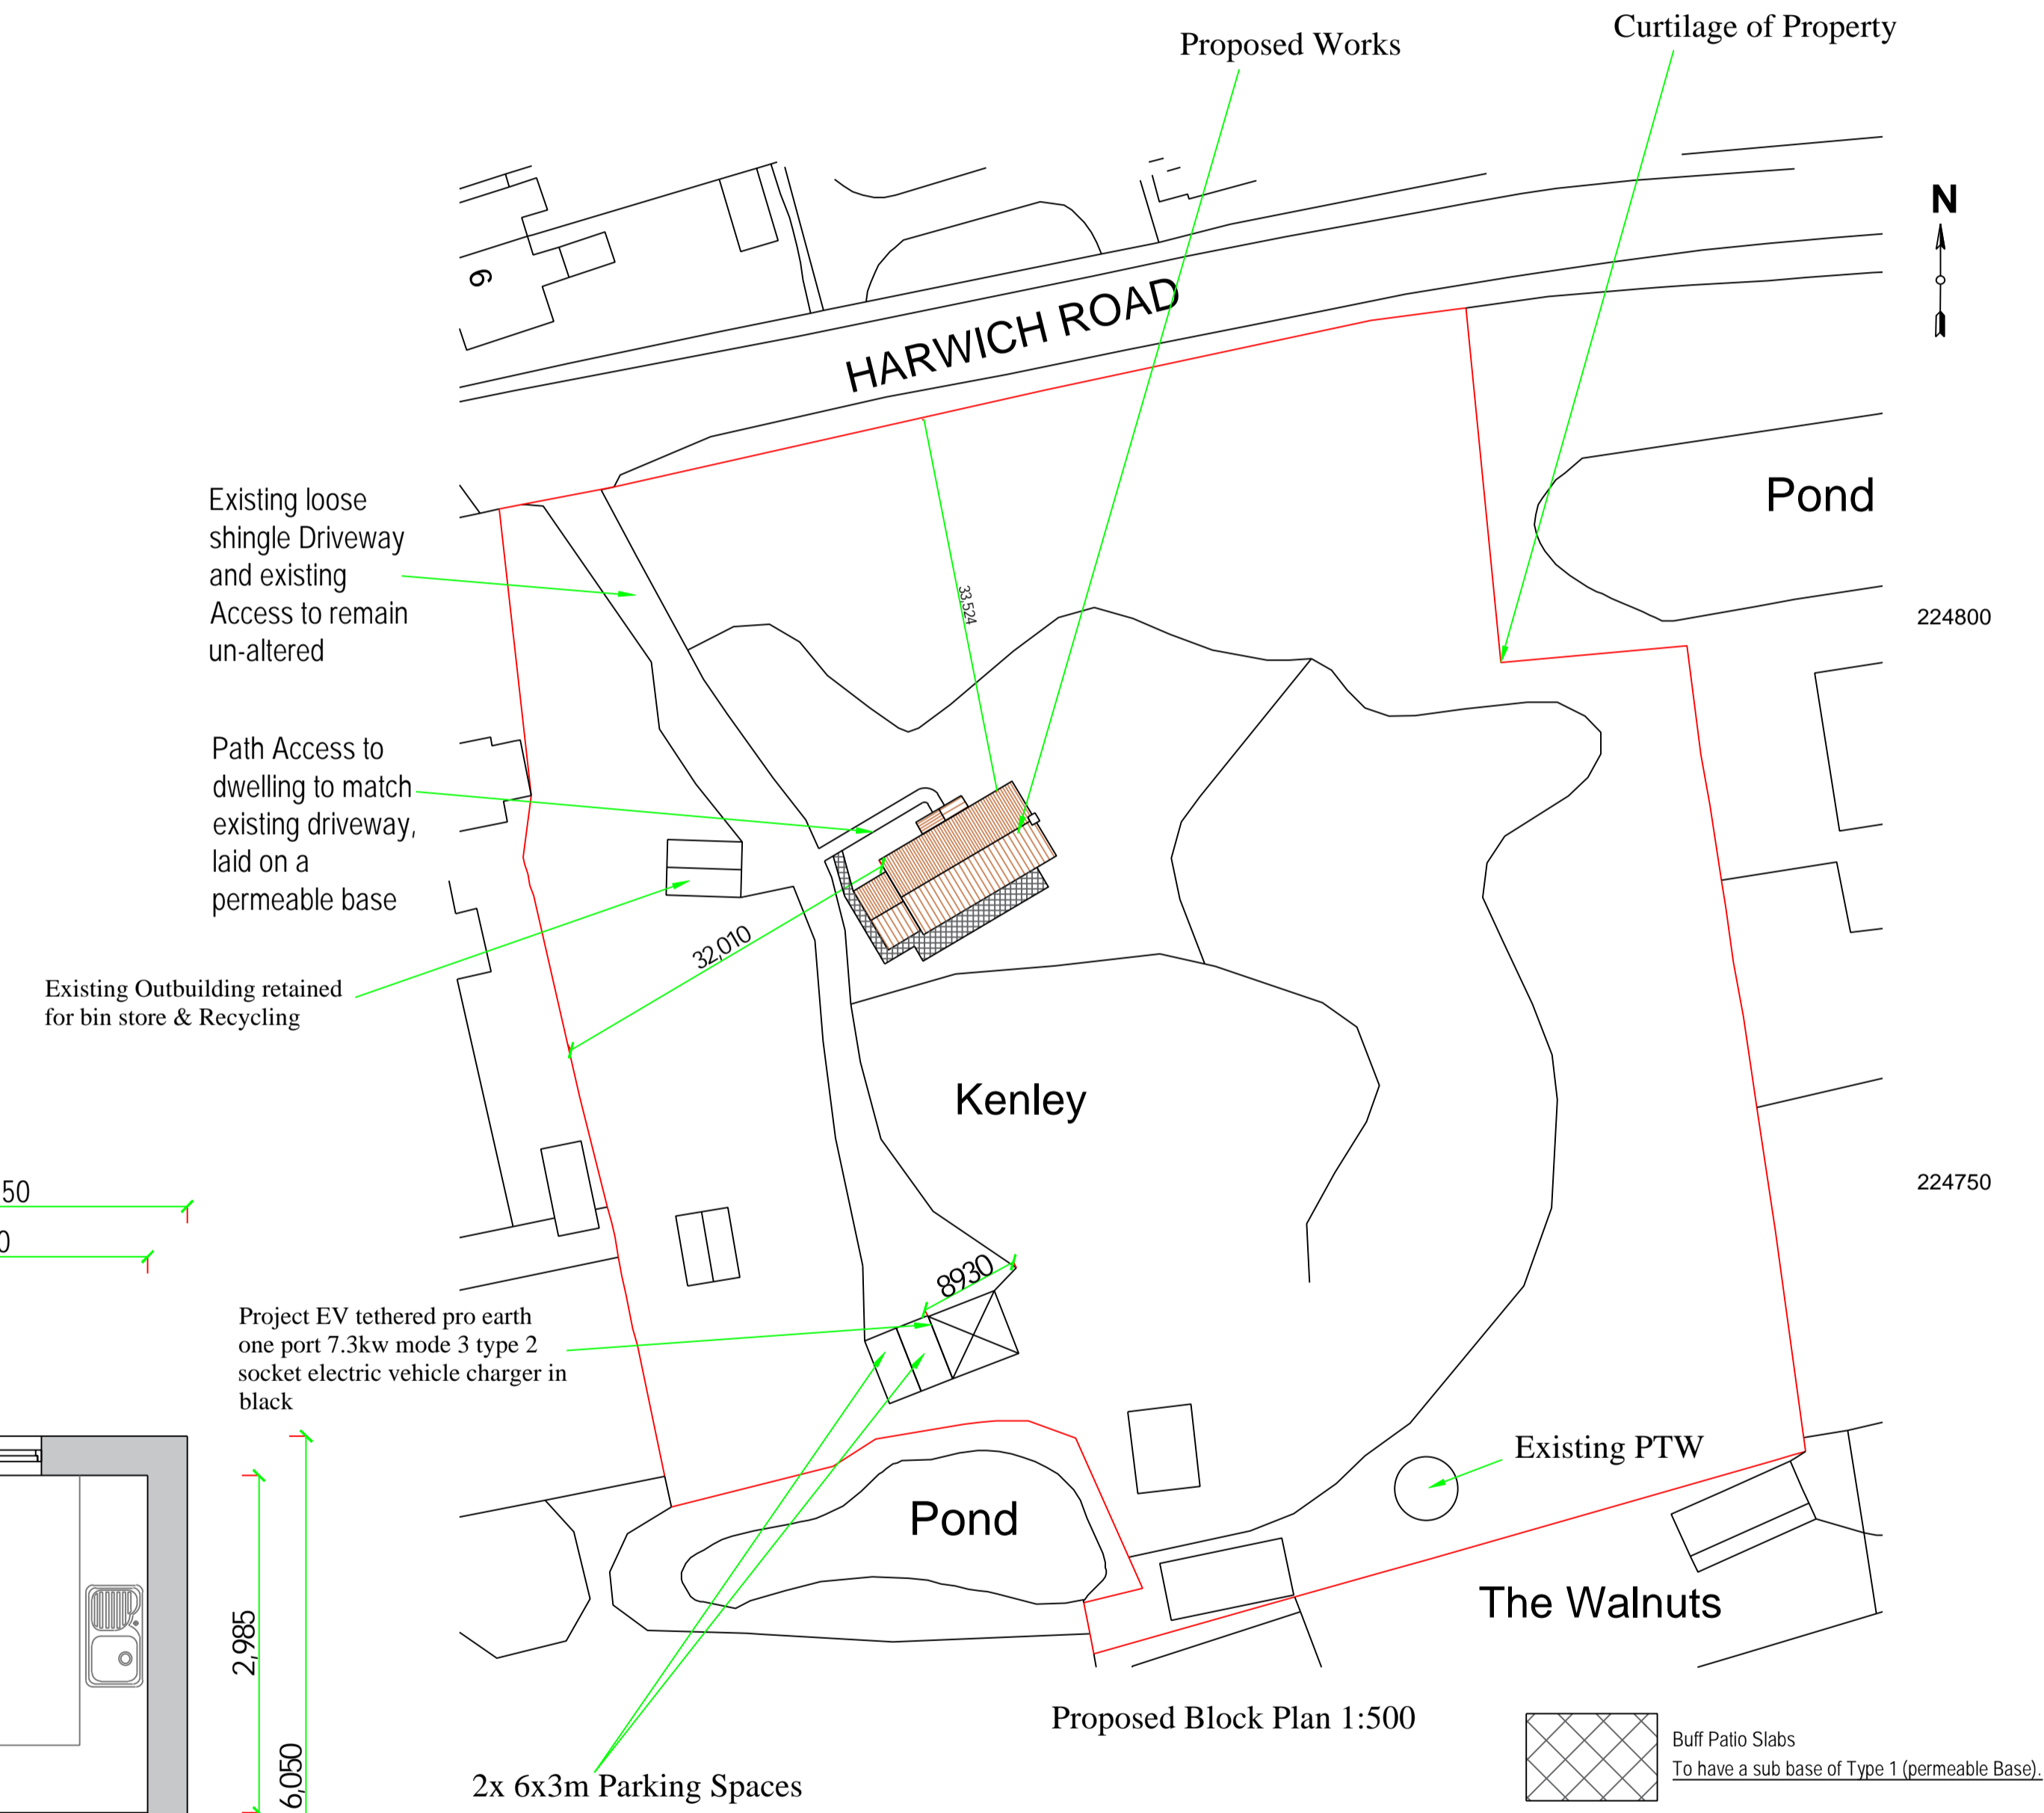 Proposed Works
Curtilage of Property
N
6
HARWICH ROAD
Pond
Existing loose
shingle Driveway
and existing
Access to remain
un-altered
33,524
224800
Path Access to
dwelling to match
existing driveway,
laid on a
permeable base
32,010
Existing Outbuilding retained
for bin store & Recycling
Kenley
224750
50
0
8930
Project EV tethered pro earth
one port 7.3kw mode 3 type 2
socket electric vehicle charger in
black
Existing PTW
Pond
The Walnuts
2,985
6,050
Proposed Block Plan 1:500
2x 6x3m Parking Spaces
Buff Patio Slabs
To have a sub base of Type 1 (permeable Base).